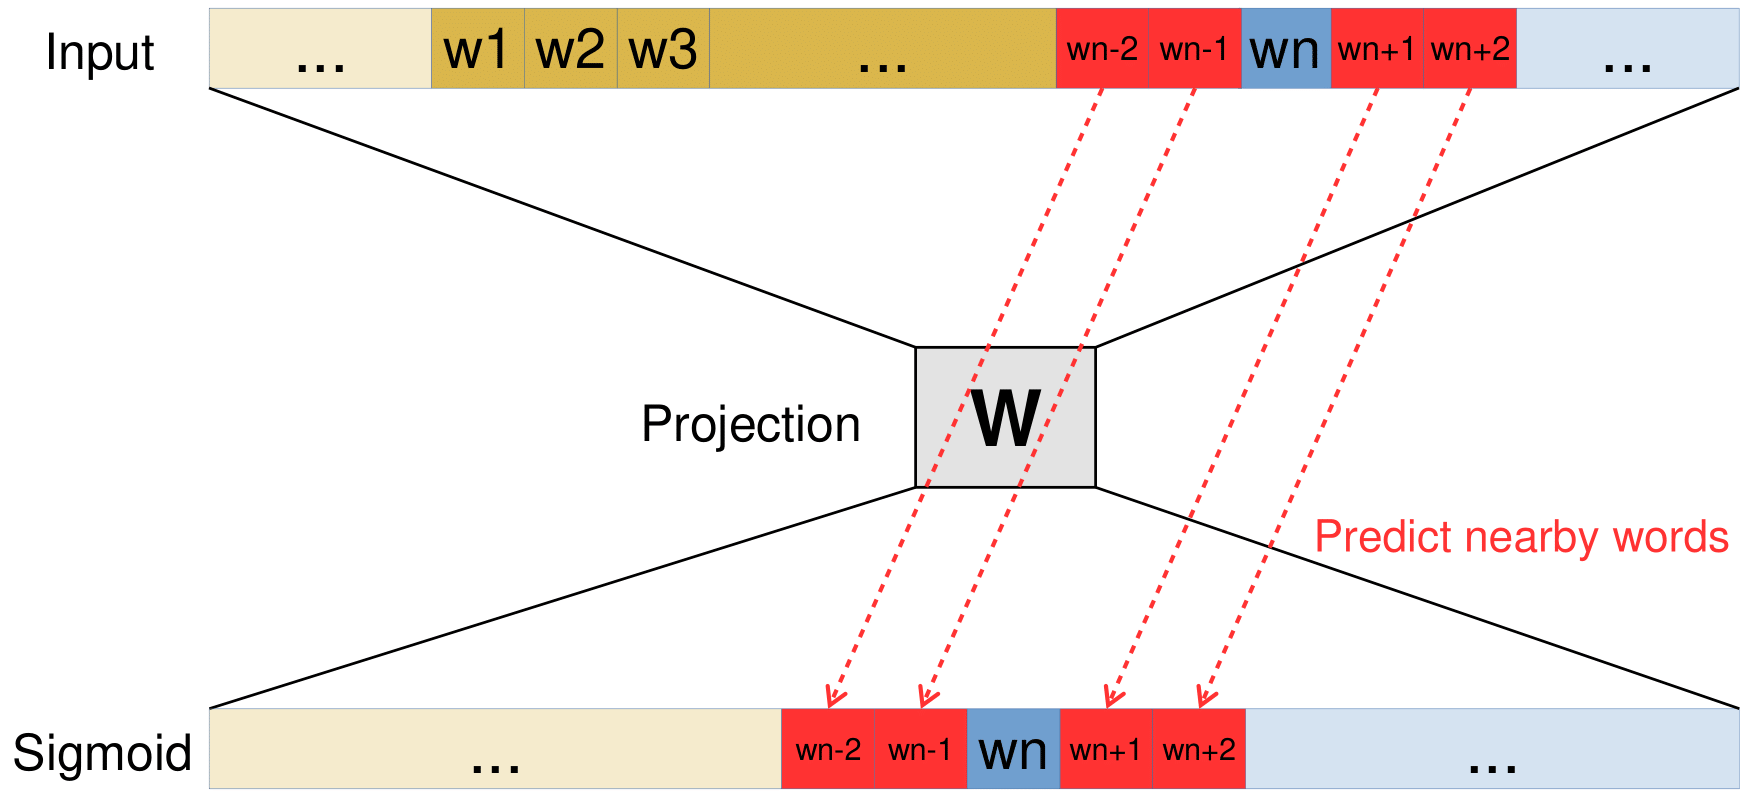 Input ... w1 w2 w3 ... wn-2 wn-1 wn wn+1 wn+2 ...
Projection W
Predict nearby words
Sigmoid ... wn-2 wn-1 wn wn+1 wn+2 ...